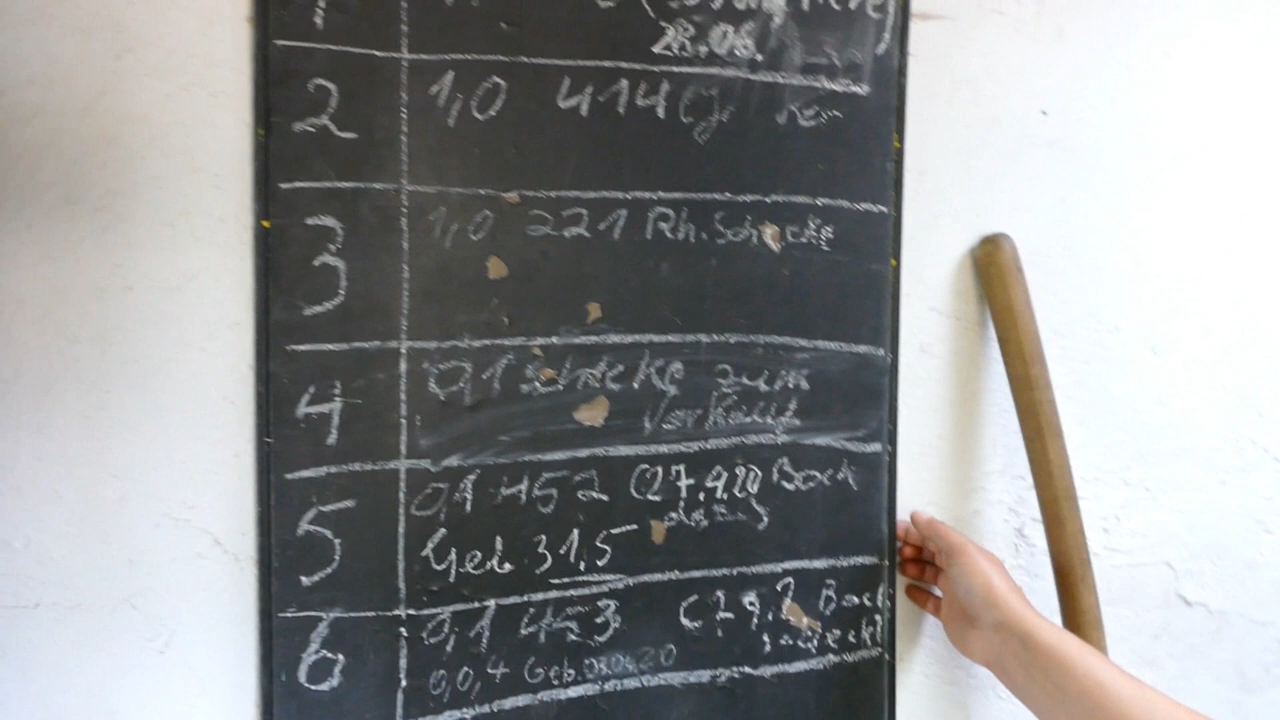 1
28.06.
2 1,0 414
3 1,0 221 Rh. Schecke
4 0,1 Schecke zum
Verkauf
5 0,1 452 (27.9.20 Bock
Geb 31.5
6 0,1 453 Bock
0,0,4 Geb. 03.04.20